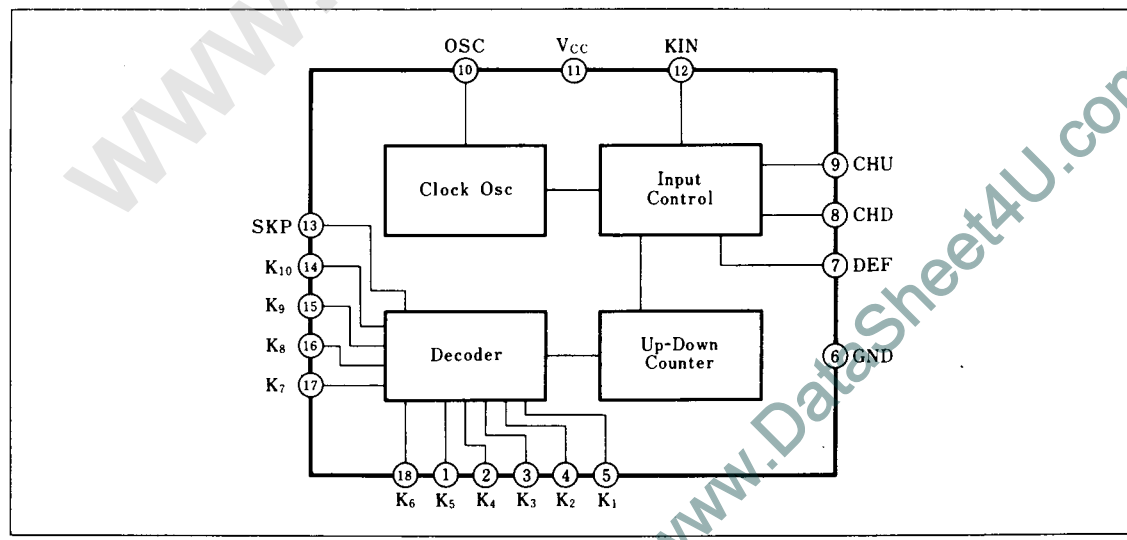 OSC Vcc KIN
10 11 12
9 CHU
Clock Osc
Input
Control
8 CHD
SKP 13
7 DEF
K10 14
K9 15
K8 16
K7 17
Decoder
Up-Down
Counter
6 GND
18 1 2 3 4 5
K6 K5 K4 K3 K2 K1
www.DataSheet4U.com
www.